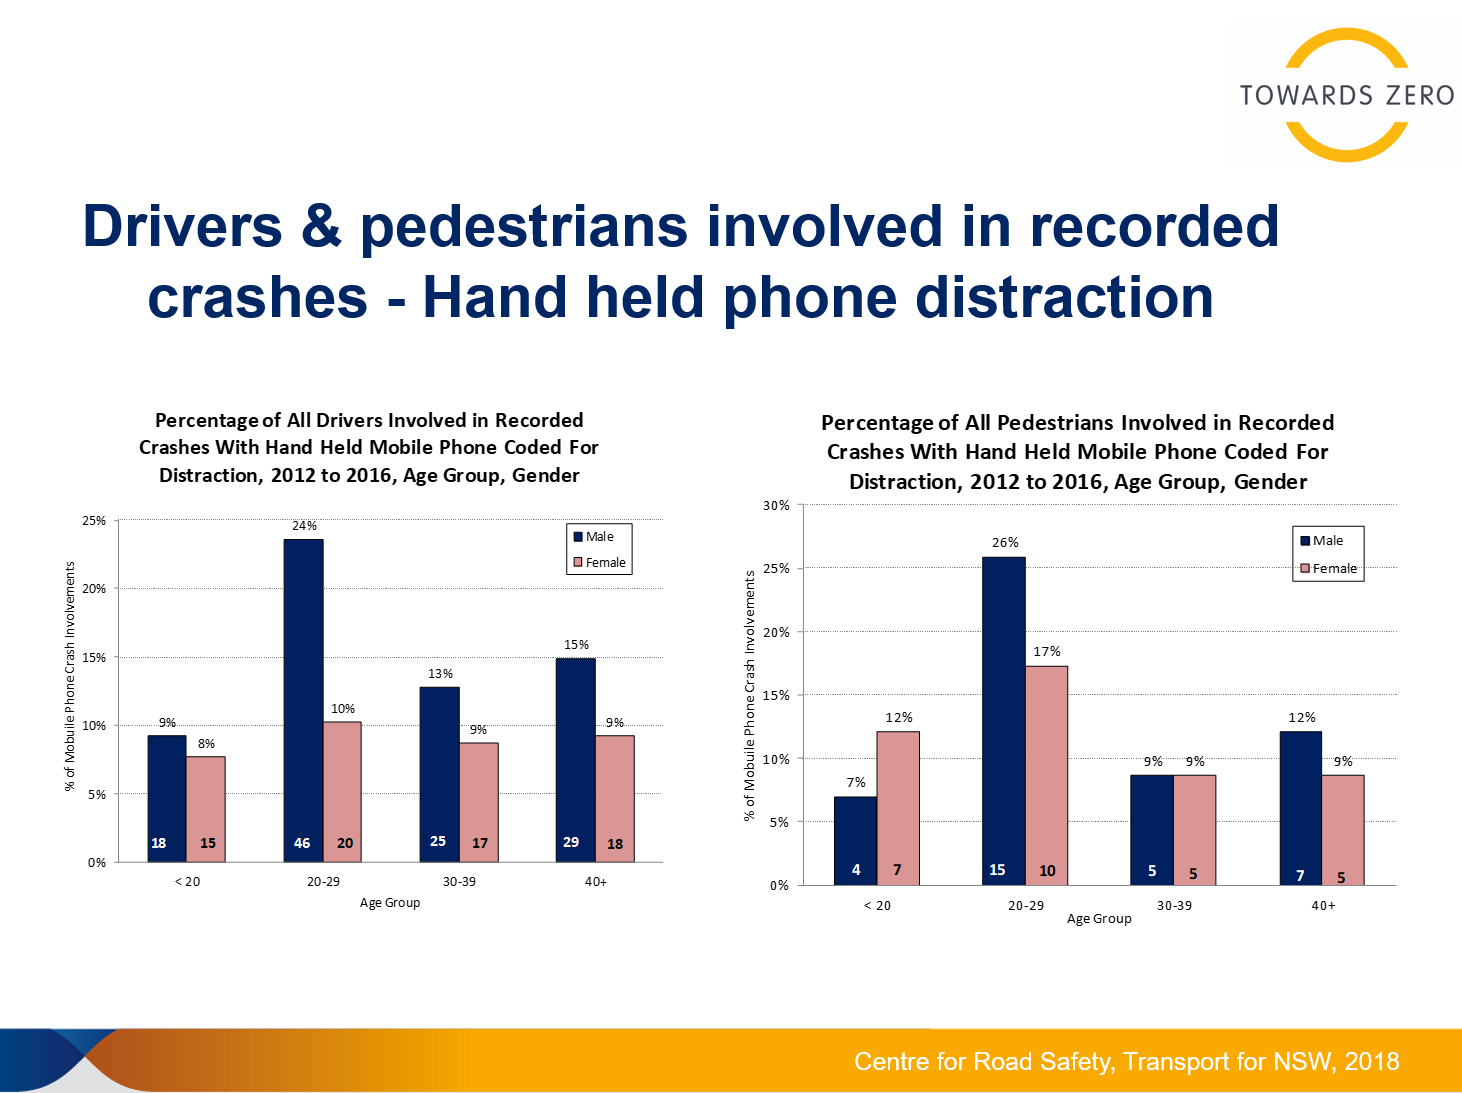 TOWARDS ZERO
Drivers & pedestrians involved in recorded
crashes - Hand held phone distraction
Percentage of All Drivers Involved in Recorded
Crashes With Hand Held Mobile Phone Coded For
Distraction, 2012 to 2016, Age Group, Gender
% of Mobuile Phone Crash Involvements
25%
20%
15%
10%
5%
0%
Male
Female
9%
8%
24%
10%
13%
9%
15%
9%
18
15
46
20
25
17
29
18
< 20
20-29
30-39
40+
Age Group
Percentage of All Pedestrians Involved in Recorded
Crashes With Hand Held Mobile Phone Coded For
Distraction, 2012 to 2016, Age Group, Gender
% of Mobuile Phone Crash Involvements
30%
25%
20%
15%
10%
5%
0%
Male
Female
7%
12%
26%
17%
9%
9%
12%
9%
4
7
15
10
5
5
7
5
< 20
20-29
30-39
40+
Age Group
Centre for Road Safety, Transport for NSW, 2018